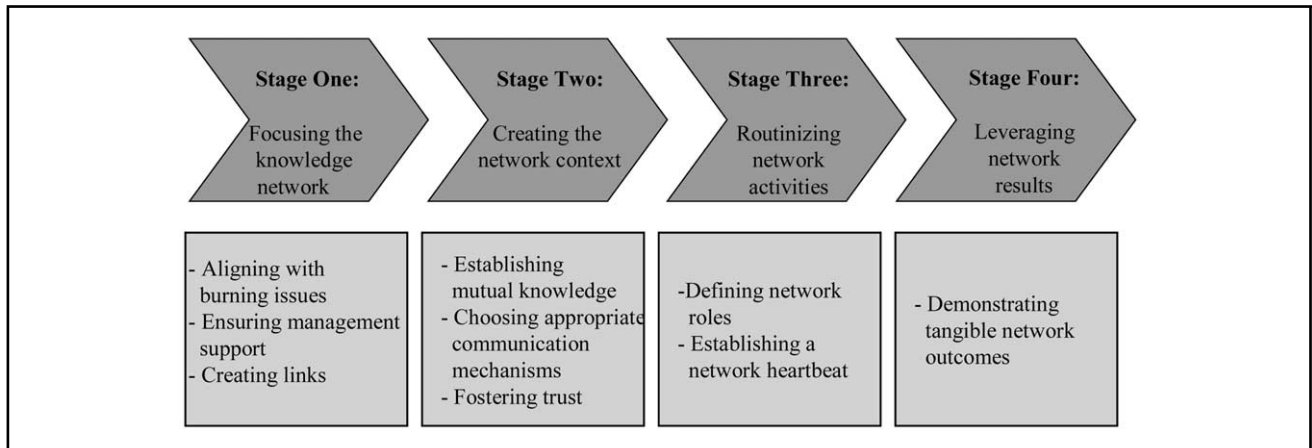 Stage One:
Focusing the
knowledge
network
Stage Two:
Creating the
network context
Stage Three:
Routinizing
network
activities
Stage Four:
Leveraging
network
results
- Aligning with
burning issues
- Ensuring management
support
- Creating links
- Establishing
mutual knowledge
- Choosing appropriate
communication
mechanisms
- Fostering trust
-Defining network
roles
- Establishing a
network heartbeat
- Demonstrating
tangible network
outcomes